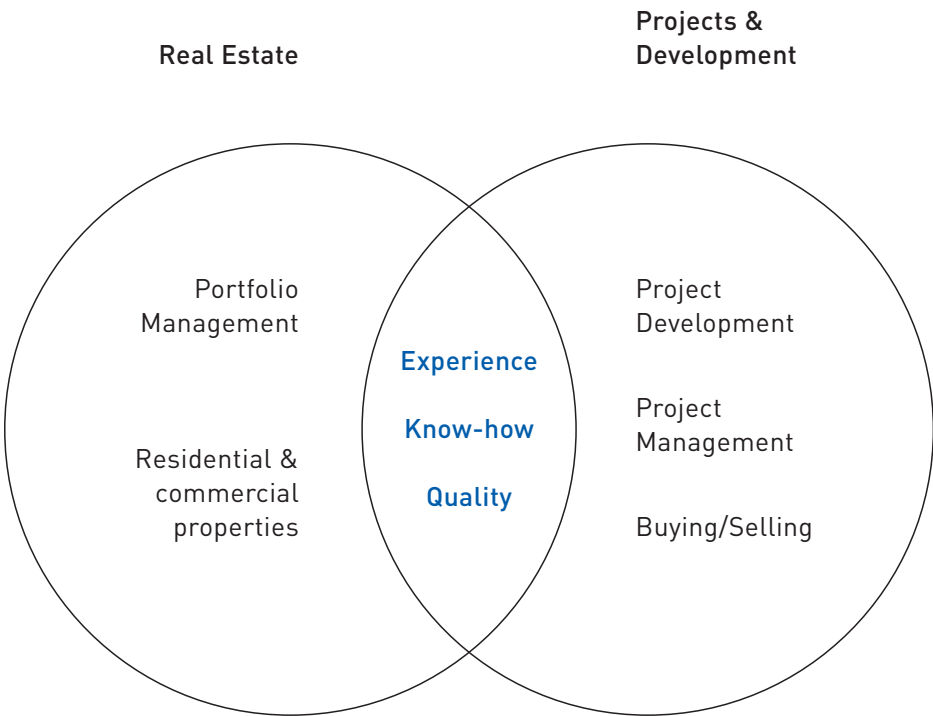 Real Estate
Projects &
Development
Portfolio
Management
Residential &
commercial
properties
Experience
Know-how
Quality
Project
Development
Project
Management
Buying/Selling